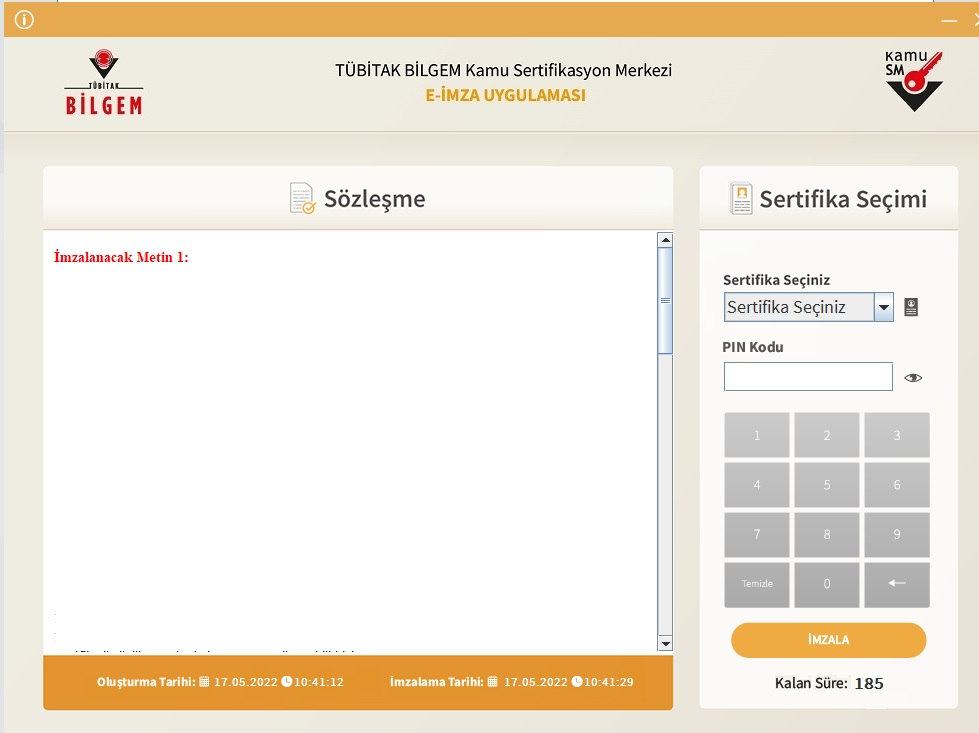 TÜBİTAK
BİLGEM
TÜBİTAK BİLGEM Kamu Sertifikasyon Merkezi
E-İMZA UYGULAMASI
Kamu
SM
Sözleşme
İmzalanacak Metin 1:
Oluşturma Tarihi: 17.05.2022 10:41:12 İmzalama Tarihi: 17.05.2022 10:41:29
Sertifika Seçimi
Sertifika Seçiniz
Sertifika Seçiniz
PIN Kodu
1 2 3
4 5 6
7 8 9
Temizle 0 ←
İMZALA
Kalan Süre: 185